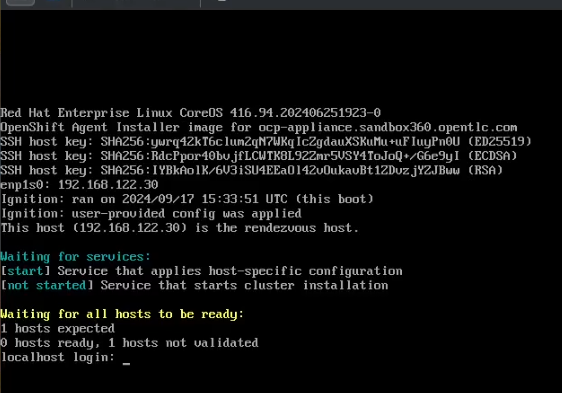 Red Hat Enterprise Linux CoreOS 416.94.202406251923-0
OpenShift Agent Installer image for ocp-appliance.sandbox360.opentlc.com
SSH host key: SHA256:ywrq42kT6clum2qN7WKqIcZgdauXSKuMu+uFIuyPn0U (ED25519)
SSH host key: SHA256:RdcPpor40bvjfLCWTK8L92Zmr5VSY4ToJoQ+/G6e9yI (ECDSA)
SSH host key: SHA256:IYBkAolK/6V3iSU4EEaOl42vOukavBt1ZDvzjYZJBww (RSA)
enp1s0: 192.168.122.30
Ignition: ran on 2024/09/17 15:33:51 UTC (this boot)
Ignition: user-provided config was applied
This host (192.168.122.30) is the rendezvous host.
Waiting for services:
[start] Service that applies host-specific configuration
[not started] Service that starts cluster installation
Waiting for all hosts to be ready:
1 hosts expected
0 hosts ready, 1 hosts not validated
localhost login: _